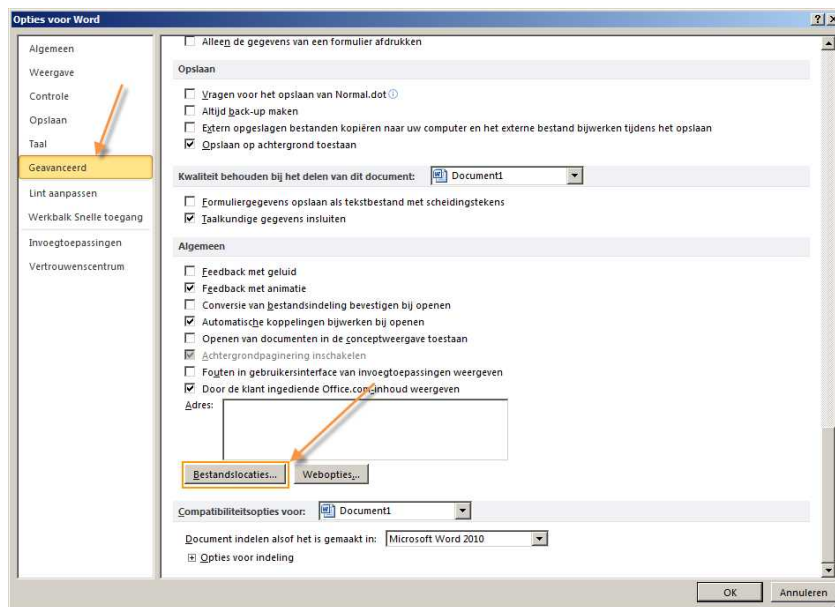 Opties voor Word
Algemeen
Weergave
Controle
Opslaan
Taal
Geavanceerd
Lint aanpassen
Werkbalk Snelle toegang
Invoegtoepassingen
Vertrouwenscentrum
Alleen de gegevens van een formulier afdrukken
Opslaan
Vragen voor het opslaan van Normal.dot
Altijd back-up maken
Extern opgeslagen bestanden kopiëren naar uw computer en het externe bestand bijwerken tijdens het opslaan
Opslaan op achtergrond toestaan
Kwaliteit behouden bij het delen van dit document: Document1
Formuliergegevens opslaan als tekstbestand met scheidingstekens
Taalkundige gegevens insluiten
Algemeen
Feedback met geluid
Feedback met animatie
Conversie van bestandsindeling bevestigen bij openen
Automatische koppelingen bijwerken bij openen
Openen van documenten in de conceptweergave toestaan
Achtergrondpaginering inschakelen
Fouten in gebruikersinterface van invoegtoepassingen weergeven
Door de klant ingediende Office.com-inhoud weergeven
Adres:
Bestandslocaties... Webopties...
Compatibiliteitsopties voor: Document1
Document indelen alsof het is gemaakt in: Microsoft Word 2010
Opties voor indeling
OK Annuleren